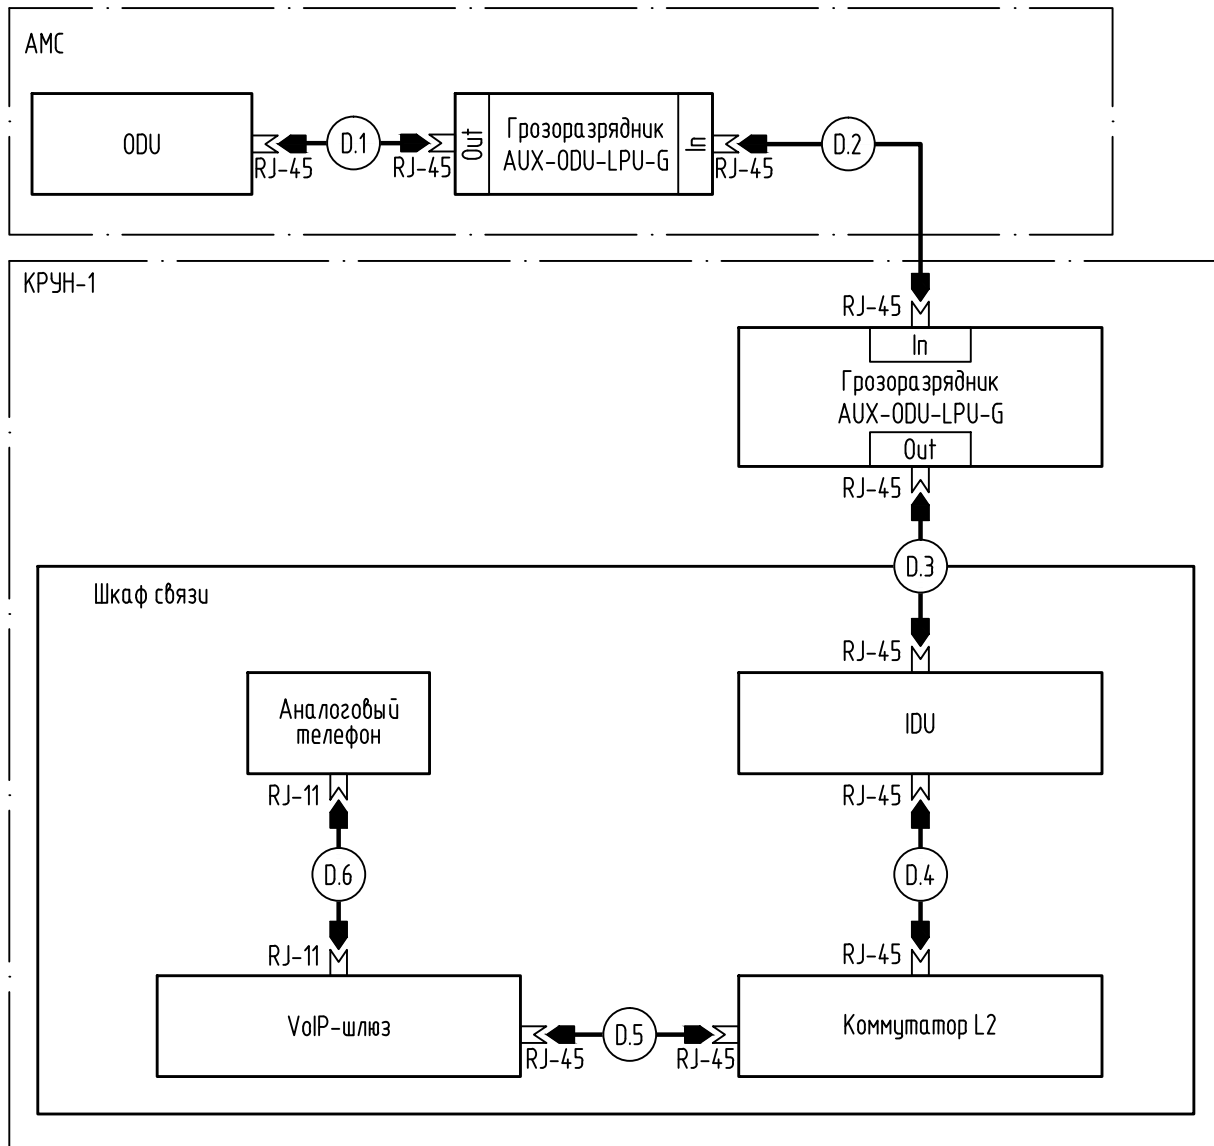 АМС
ODU
RJ-45
D.1
RJ-45
Out
Грозоразрядник
AUX-ODU-LPU-G
In
RJ-45
D.2
КРУН-1
RJ-45
In
Грозоразрядник
AUX-ODU-LPU-G
Out
RJ-45
D.3
Шкаф связи
RJ-45
Аналоговый
телефон
IDU
RJ-11
RJ-45
D.6
D.4
RJ-11
RJ-45
VoIP-шлюз
RJ-45
D.5
RJ-45
Коммутатор L2